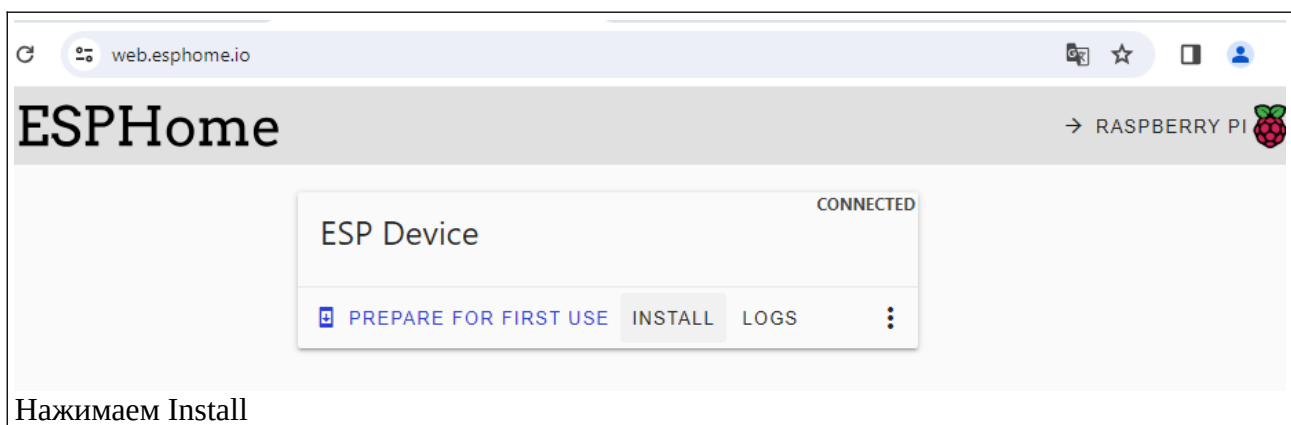 web.esphome.io
ESPHome
→ RASPBERRY PI
CONNECTED
ESP Device
PREPARE FOR FIRST USE INSTALL LOGS
Нажимаем Install